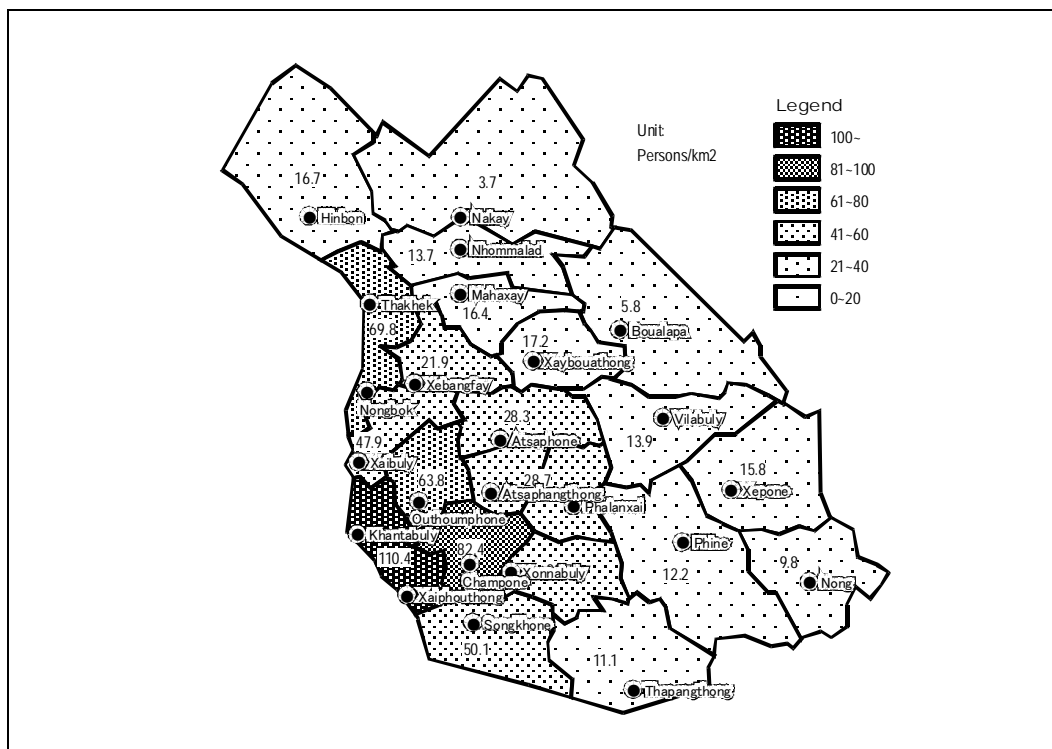 Legend
Unit:
Persons/km2
100~
81~100
61~80
41~60
21~40
0~20
16.7
Hinbon
3.7
Nakay
13.7
Nhommalad
Mahaxay
16.4
5.8
Boualapa
Thakhek
69.8
17.2
Xaybouathong
21.9
Xebangfay
Nongbok
28.3
Atsaphone
Vilabuly
13.9
47.9
Xaibuly
63.8
Outhoumphone
28.7
Atsaphangthong
Phalanxai
15.8
Xepone
Khantabuly
110.4
82.4
Champone
Xonnabuly
Phine
12.2
9.8
Nong
Xaiphouthong
Songkhone
50.1
11.1
Thapangthong